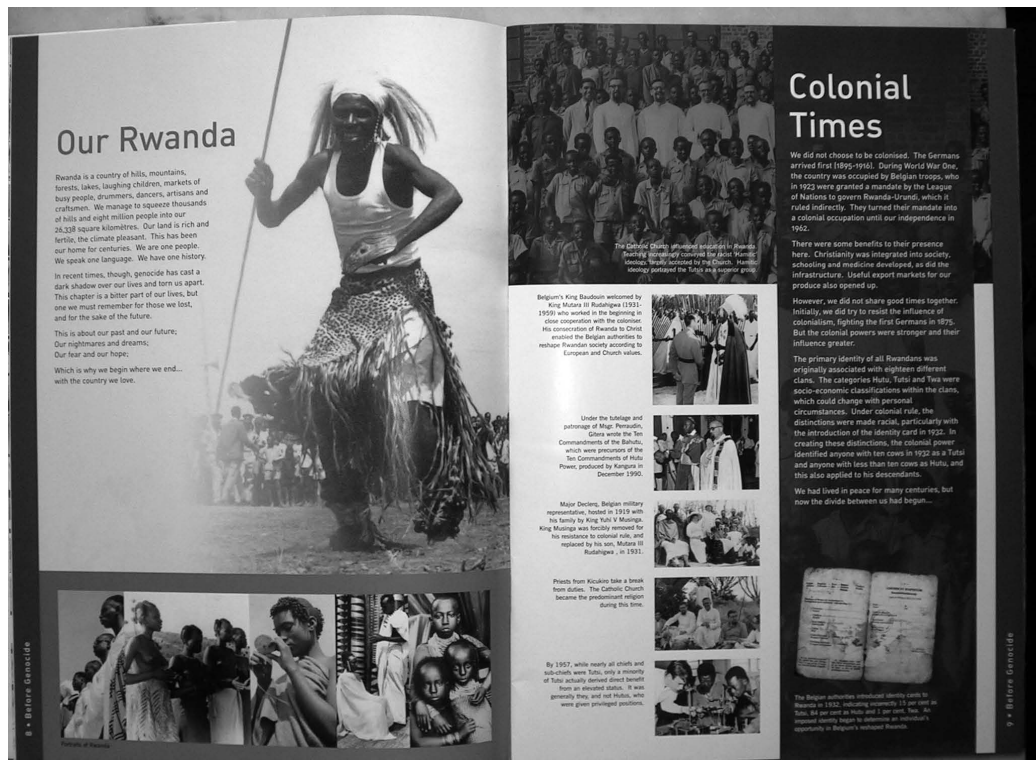 Our Rwanda
Rwanda is a country of hills, mountains,
forests, lakes, laughing children, markets of
busy people, drummers, dancers, artisans and
craftsmen. We manage to squeeze thousands
of hills and eight million people into our
26,338 square kilomètres. Our land is rich and
fertile, the climate pleasant. This has been
our home for centuries. We are one people.
We speak one language. We have one history.
In recent times, though, genocide has cast a
dark shadow over our lives and torn us apart.
This chapter is a bitter part of our lives, but
one we must remember for those we lost,
and for the sake of the future.
This is about our past and our future;
Our nightmares and dreams;
Our fear and our hope;
Which is why we begin where we end...
with the country we love.
Portraits of Rwanda
8 • Before Genocide
The Catholic Church influenced education in Rwanda.
Teaching increasingly conveyed the racist 'Hamitic'
ideology, largely accepted by the Church. Hamitic
ideology portrayed the Tutsis as a superior group.
Belgium's King Baudouin welcomed by
King Mutara III Rudahigwa (1931-
1959) who worked in the beginning in
close cooperation with the coloniser.
His consecration of Rwanda to Christ
enabled the Belgian authorities to
reshape Rwandan society according to
European and Church values.
Under the tutelage and
patronage of Msgr. Perraudin,
Gitera wrote the Ten
Commandments of the Bahutu,
which were precursors of the
Ten Commandments of Hutu
Power, produced by Kangura in
December 1990.
Major Declerq, Belgian military
representative, hosted in 1919 with
his family by King Yuhi V Musinga.
King Musinga was forcibly removed for
his resistance to colonial rule, and
replaced by his son, Mutara III
Rudahigwa , in 1931.
Priests from Kicukiro take a break
from duties. The Catholic Church
became the predominant religion
during this time.
By 1957, while nearly all chiefs and
sub-chiefs were Tutsi, only a minority
of Tutsi actually derived direct benefit
from an elevated status. It was
generally they, and not Hutus, who
were given privileged positions.
Colonial
Times
We did not choose to be colonised. The Germans
arrived first [1895-1916]. During World War One,
the country was occupied by Belgian troops, who
in 1923 were granted a mandate by the League
of Nations to govern Rwanda-Urundi, which it
ruled indirectly. They turned their mandate into
a colonial occupation until our independence in
1962.
There were some benefits to their presence
here. Christianity was integrated into society,
schooling and medicine developed, as did the
infrastructure. Useful export markets for our
produce also opened up.
However, we did not share good times together.
Initially, we did try to resist the influence of
colonialism, fighting the first Germans in 1875.
But the colonial powers were stronger and their
influence greater.
The primary identity of all Rwandans was
originally associated with eighteen different
clans. The categories Hutu, Tutsi and Twa were
socio-economic classifications within the clans,
which could change with personal
circumstances. Under colonial rule, the
distinctions were made racial, particularly with
the introduction of the identity card in 1932. In
creating these distinctions, the colonial power
identified anyone with ten cows in 1932 as a Tutsi
and anyone with less than ten cows as Hutu, and
this also applied to his descendants.
We had lived in peace for many centuries, but
now the divide between us had begun...
The Belgian authorities introduced identity cards to
Rwanda in 1932, indicating incorrectly 15 per cent as
Tutsi, 84 per cent as Hutu and 1 per cent, Twa. An
imposed identity began to determine an individual's
opportunity in Belgium's reshaped Rwanda.
9 • Before Genocide